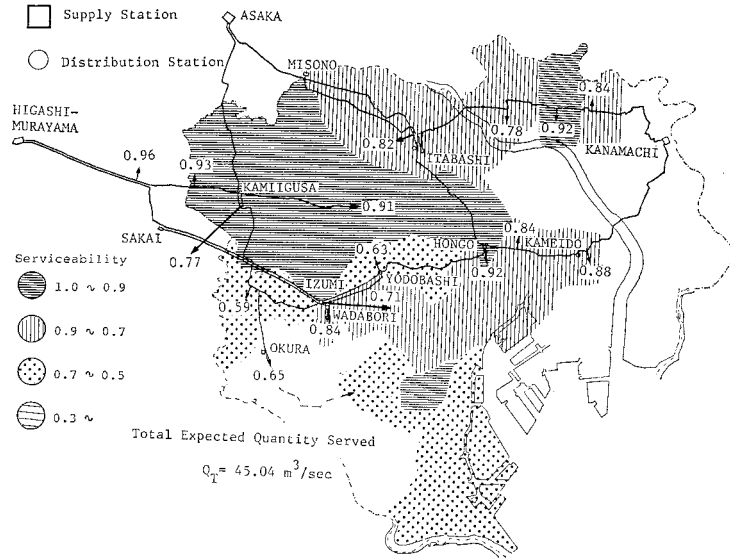 Supply Station
Distribution Station
ASAKA
MISONO
HIGASHI-
MURAYAMA
0.96
0.93
0.82
ITABASHI
0.78
0.92
0.84
KANAMACHI
KAMIIGUSA
0.91
SAKAI
0.77
0.84
HONGO
KAMEIDO
0.63
0.92
0.88
Serviceability
1.0 ~ 0.9
0.9 ~ 0.7
0.7 ~ 0.5
0.3 ~
IZUMI
YODOBASHI
0.59
0.71
WADABORI
0.84
OKURA
0.65
Total Expected Quantity Served
Q_T= 45.04 m³/sec